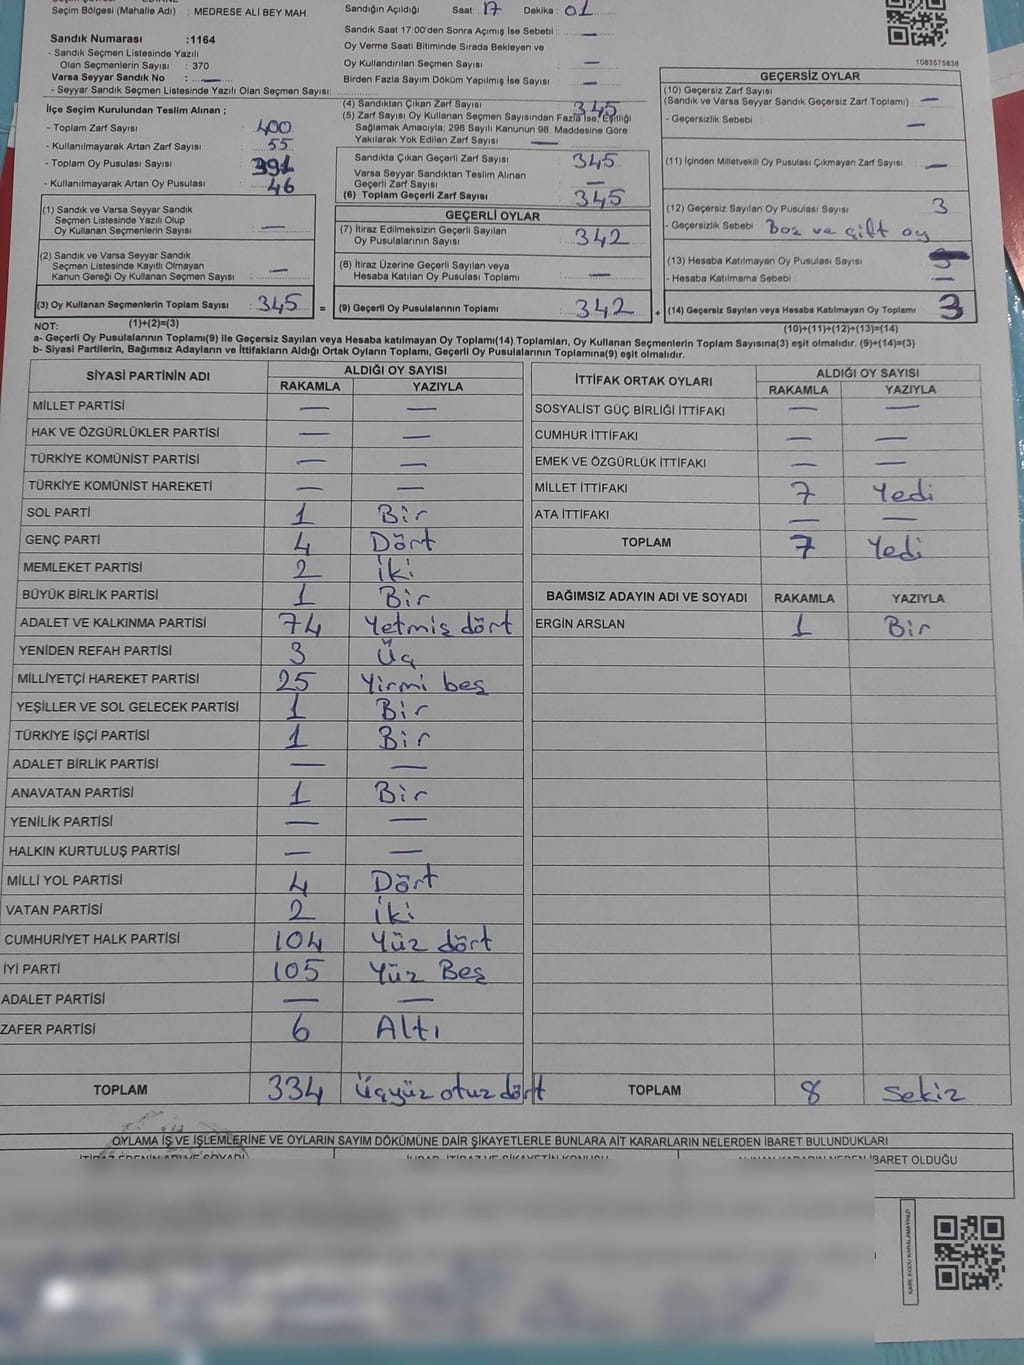 Seçim Bölgesi (Mahalle Adı) : MEDRESE ALİ BEY MAH.
Sandık Numarası :1164
- Sandık Seçmen Listesinde Yazılı
Olan Seçmenlerin Sayısı : 370
Varsa Seyyar Sandık No : —
- Seyyar Sandık Seçmen Listesinde Yazılı Olan Seçmen Sayısı:
İlçe Seçim Kurulundan Teslim Alınan ;
- Toplam Zarf Sayısı : 400
- Kullanılmayarak Artan Zarf Sayısı : 55
- Toplam Oy Pusulası Sayısı : 391
- Kullanılmayarak Artan Oy Pusulası : 46
(1) Sandık ve Varsa Seyyar Sandık
Seçmen Listesinde Yazılı Olup
Oy Kullanan Seçmenlerin Sayısı : —
(2) Sandık ve Varsa Seyyar Sandık
Seçmen Listesinde Kayıtlı Olmayan
Kanun Gereği Oy Kullanan Seçmen Sayısı : —
(3) Oy Kullanan Seçmenlerin Toplam Sayısı : 345 =
(1)+(2)=(3)
Sandığın Açıldığı Saat: 17 Dakika : 01
Sandık Saat 17:00'den Sonra Açımış İse Sebebi : —
Oy Verme Saati Bitiminde Sırada Bekleyen ve
Oy Kullandırılan Seçmen Sayısı : —
Birden Fazla Sayım Döküm Yapılmış İse Sayısı : —
(4) Sandıktan Çıkan Zarf Sayısı : 345
(5) Zarf Sayısı Oy Kullanan Seçmen Sayısından Fazla İse, Eşitliği
Sağlamak Amacıyla; 298 Sayılı Kanunun 98. Maddesine Göre
Yakılarak Yok Edilen Zarf Sayısı : —
Sandıkta Çıkan Geçerli Zarf Sayısı : 345
Varsa Seyyar Sandıktan Teslim Alınan
Geçerli Zarf Sayısı : —
(6) Toplam Geçerli Zarf Sayısı : 345
GEÇERLİ OYLAR
(7) İtiraz Edilmeksizin Geçerli Sayılan
Oy Pusulalarının Sayısı : 342
(8) İtiraz Üzerine Geçerli Sayılan veya
Hesaba Katılan Oy Pusulası Toplamı : —
(9) Geçerli Oy Pusulalarının Toplamı : 342 +
1083575838
GEÇERSİZ OYLAR
(10) Geçersiz Zarf Sayısı
(Sandık ve Varsa Seyyar Sandık Geçersiz Zarf Toplamı) : —
- Geçersizlik Sebebi : —
(11) İçinden Milletvekili Oy Pusulası Çıkmayan Zarf Sayısı : —
(12) Geçersiz Sayılan Oy Pusulası Sayısı : 3
- Geçersizlik Sebebi : Boş ve çift oy
(13) Hesaba Katılmayan Oy Pusulası Sayısı :
- Hesaba Katılmama Sebebi : —
(14) Geçersiz Sayılan veya Hesaba Katılmayan Oy Toplamı : 3
(10)+(11)+(12)+(13)=(14)
NOT:
a- Geçerli Oy Pusulalarının Toplamı(9) ile Geçersiz Sayılan veya Hesaba katılmayan Oy Toplamı(14) Toplamları, Oy Kullanan Seçmenlerin Toplam Sayısına(3) eşit olmalıdır. (9)+(14)=(3)
b- Siyasi Partilerin, Bağımsız Adayların ve İttifakların Aldığı Ortak Oyların Toplamı, Geçerli Oy Pusulalarının Toplamına(9) eşit olmalıdır.
SİYASİ PARTİNİN ADI ALDIĞI OY SAYISI
RAKAMLA YAZIYLA
MİLLET PARTİSİ — —
HAK VE ÖZGÜRLÜKLER PARTİSİ — —
TÜRKİYE KOMÜNİST PARTİSİ — —
TÜRKİYE KOMÜNİST HAREKETİ — —
SOL PARTİ 1 Bir
GENÇ PARTİ 4 Dört
MEMLEKET PARTİSİ 2 İki
BÜYÜK BİRLİK PARTİSİ 1 Bir
ADALET VE KALKINMA PARTİSİ 74 Yetmiş dört
YENİDEN REFAH PARTİSİ 3 Üç
MİLLİYETÇİ HAREKET PARTİSİ 25 Yirmi beş
YEŞİLLER VE SOL GELECEK PARTİSİ 1 Bir
TÜRKİYE İŞÇİ PARTİSİ 1 Bir
ADALET BİRLİK PARTİSİ — —
ANAVATAN PARTİSİ 1 Bir
YENİLİK PARTİSİ — —
HALKIN KURTULUŞ PARTİSİ — —
MİLLİ YOL PARTİSİ 4 Dört
VATAN PARTİSİ 2 İki
CUMHURİYET HALK PARTİSİ 104 Yüz dört
İYİ PARTİ 105 Yüz Beş
ADALET PARTİSİ — —
ZAFER PARTİSİ 6 Altı
TOPLAM 334 Üçyüz otuz dört
İTTİFAK ORTAK OYLARI ALDIĞI OY SAYISI
RAKAMLA YAZIYLA
SOSYALİST GÜÇ BİRLİĞİ İTTİFAKI — —
CUMHUR İTTİFAKI — —
EMEK VE ÖZGÜRLÜK İTTİFAKI — —
MİLLET İTTİFAKI 7 Yedi
ATA İTTİFAKI — —
TOPLAM 7 Yedi
BAĞIMSIZ ADAYIN ADI VE SOYADI RAKAMLA YAZIYLA
ERGİN ARSLAN 1 Bir
TOPLAM 8 Sekiz
OYLAMA İŞ VE İŞLEMLERİNE VE OYLARIN SAYIM DÖKÜMÜNE DAİR ŞİKAYETLERLE BUNLARA AİT KARARLARIN NELERDEN İBARET BULUNDUKLARI
İBARET OLDUĞU
KARE KODU KARALAMAYINIZ!